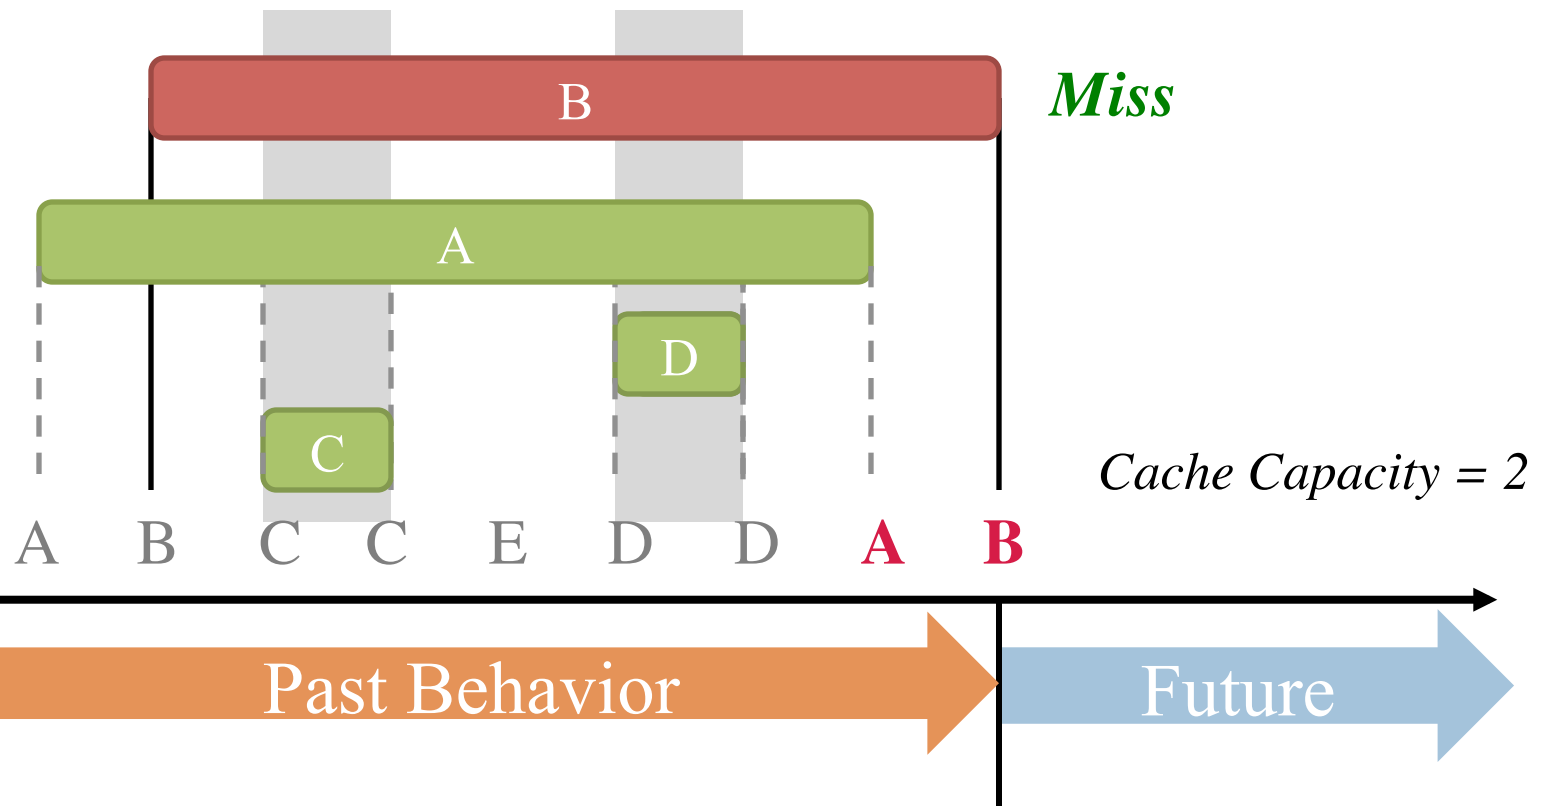 B
Miss
A
D
C
Cache Capacity = 2
A B C C E D D A B
Past Behavior
Future